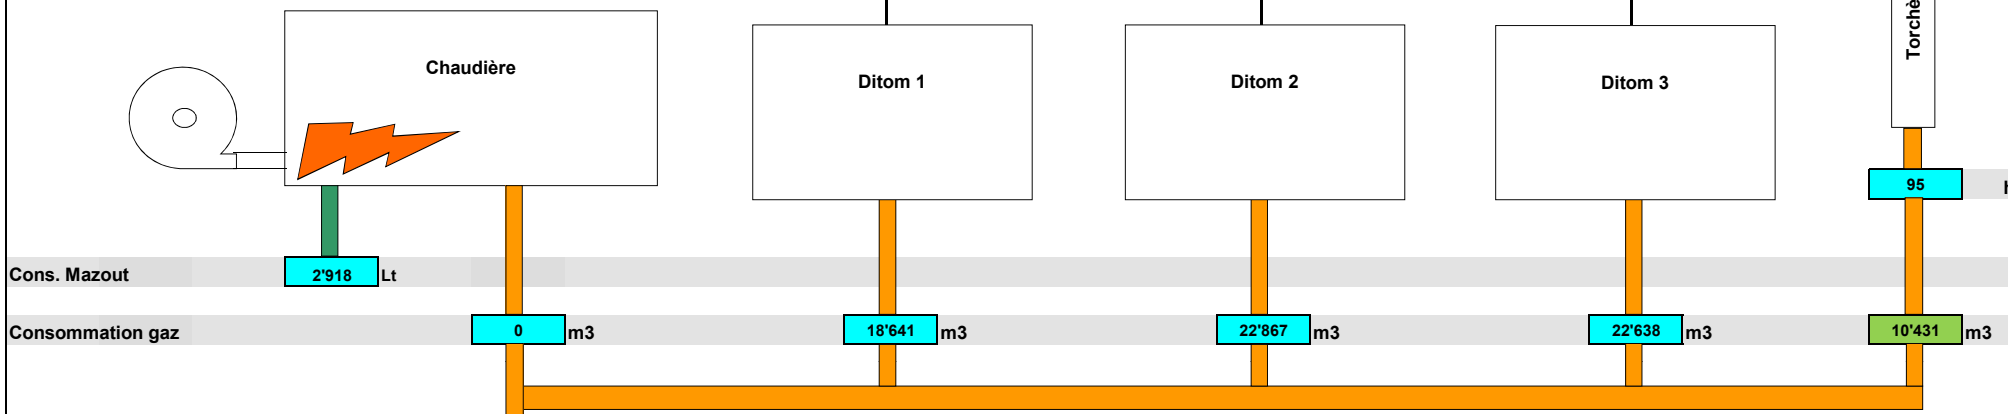 Chaudière
Ditom 1
Ditom 2
Ditom 3
Torchè
95
Cons. Mazout 2'918 Lt
Consommation gaz 0 m3 18'641 m3 22'867 m3 22'638 m3 10'431 m3